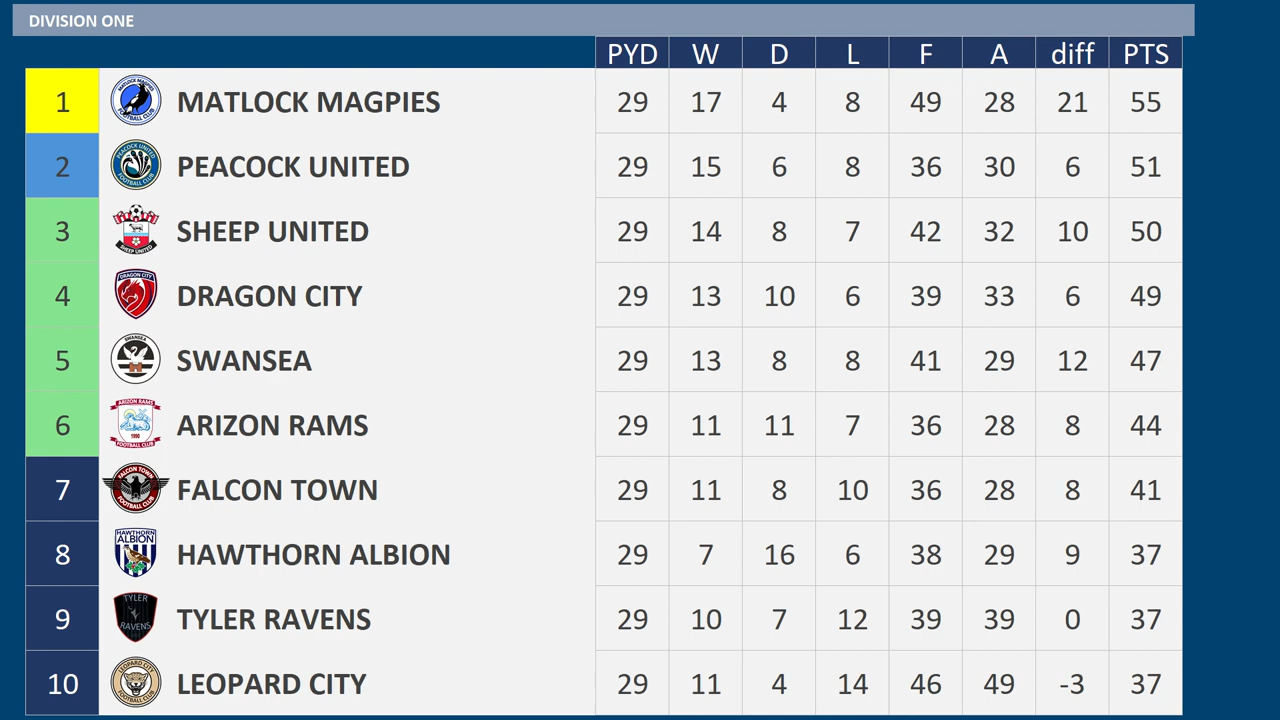 DIVISION ONE
PYD W D L F A diff PTS
1 MATLOCK MAGPIES 29 17 4 8 49 28 21 55
2 PEACOCK UNITED 29 15 6 8 36 30 6 51
3 SHEEP UNITED 29 14 8 7 42 32 10 50
4 DRAGON CITY 29 13 10 6 39 33 6 49
5 SWANSEA 29 13 8 8 41 29 12 47
6 ARIZON RAMS 29 11 11 7 36 28 8 44
7 FALCON TOWN 29 11 8 10 36 28 8 41
8 HAWTHORN ALBION 29 7 16 6 38 29 9 37
9 TYLER RAVENS 29 10 7 12 39 39 0 37
10 LEOPARD CITY 29 11 4 14 46 49 -3 37